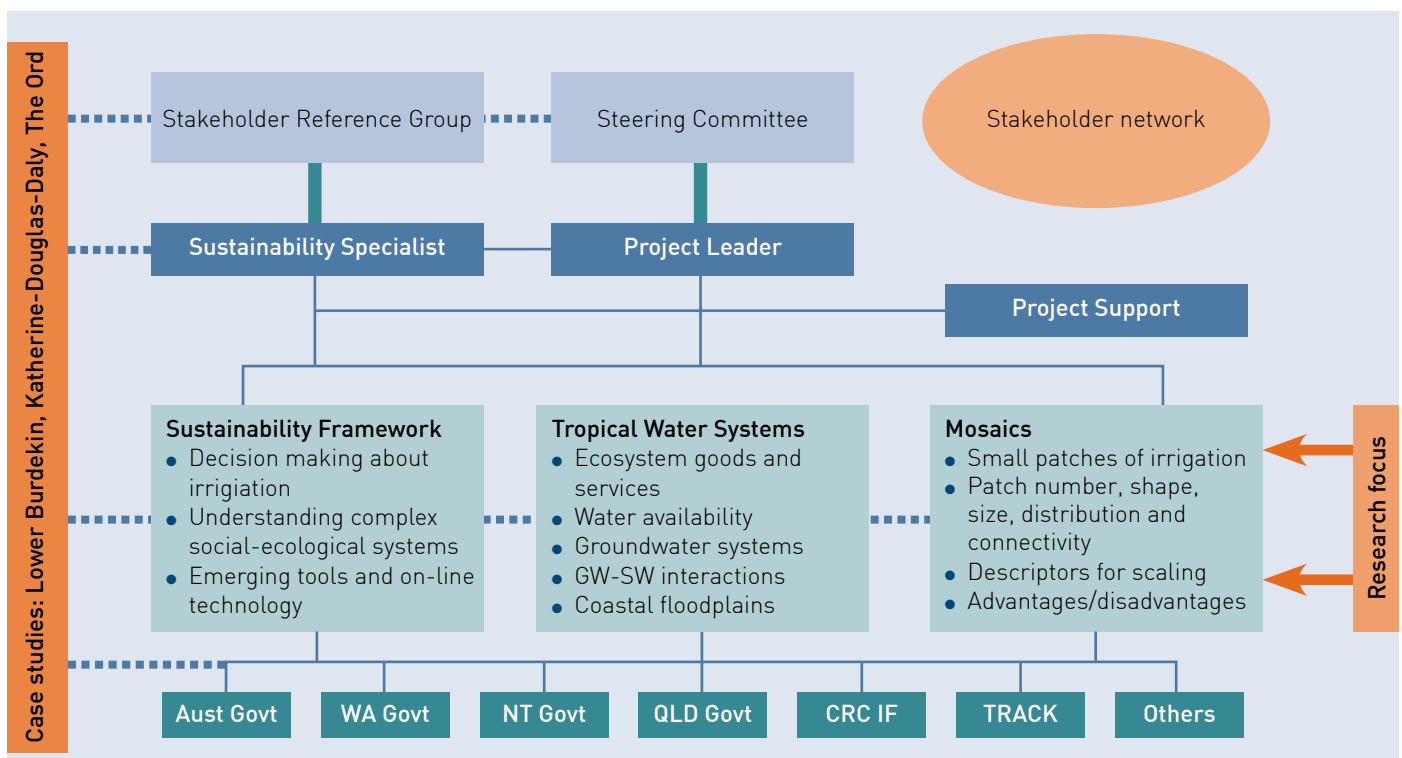 Case studies: Lower Burdekin, Katherine-Douglas-Daly, The Ord
Stakeholder Reference Group
Steering Committee
Stakeholder network
Sustainability Specialist
Project Leader
Project Support
Sustainability Framework
• Decision making about
irrigiation
• Understanding complex
social-ecological systems
• Emerging tools and on-line
technology
Tropical Water Systems
• Ecosystem goods and
services
• Water availability
• Groundwater systems
• GW-SW interactions
• Coastal floodplains
Mosaics
• Small patches of irrigation
• Patch number, shape,
size, distribution and
connectivity
• Descriptors for scaling
• Advantages/disadvantages
Research focus
Aust Govt
WA Govt
NT Govt
QLD Govt
CRC IF
TRACK
Others